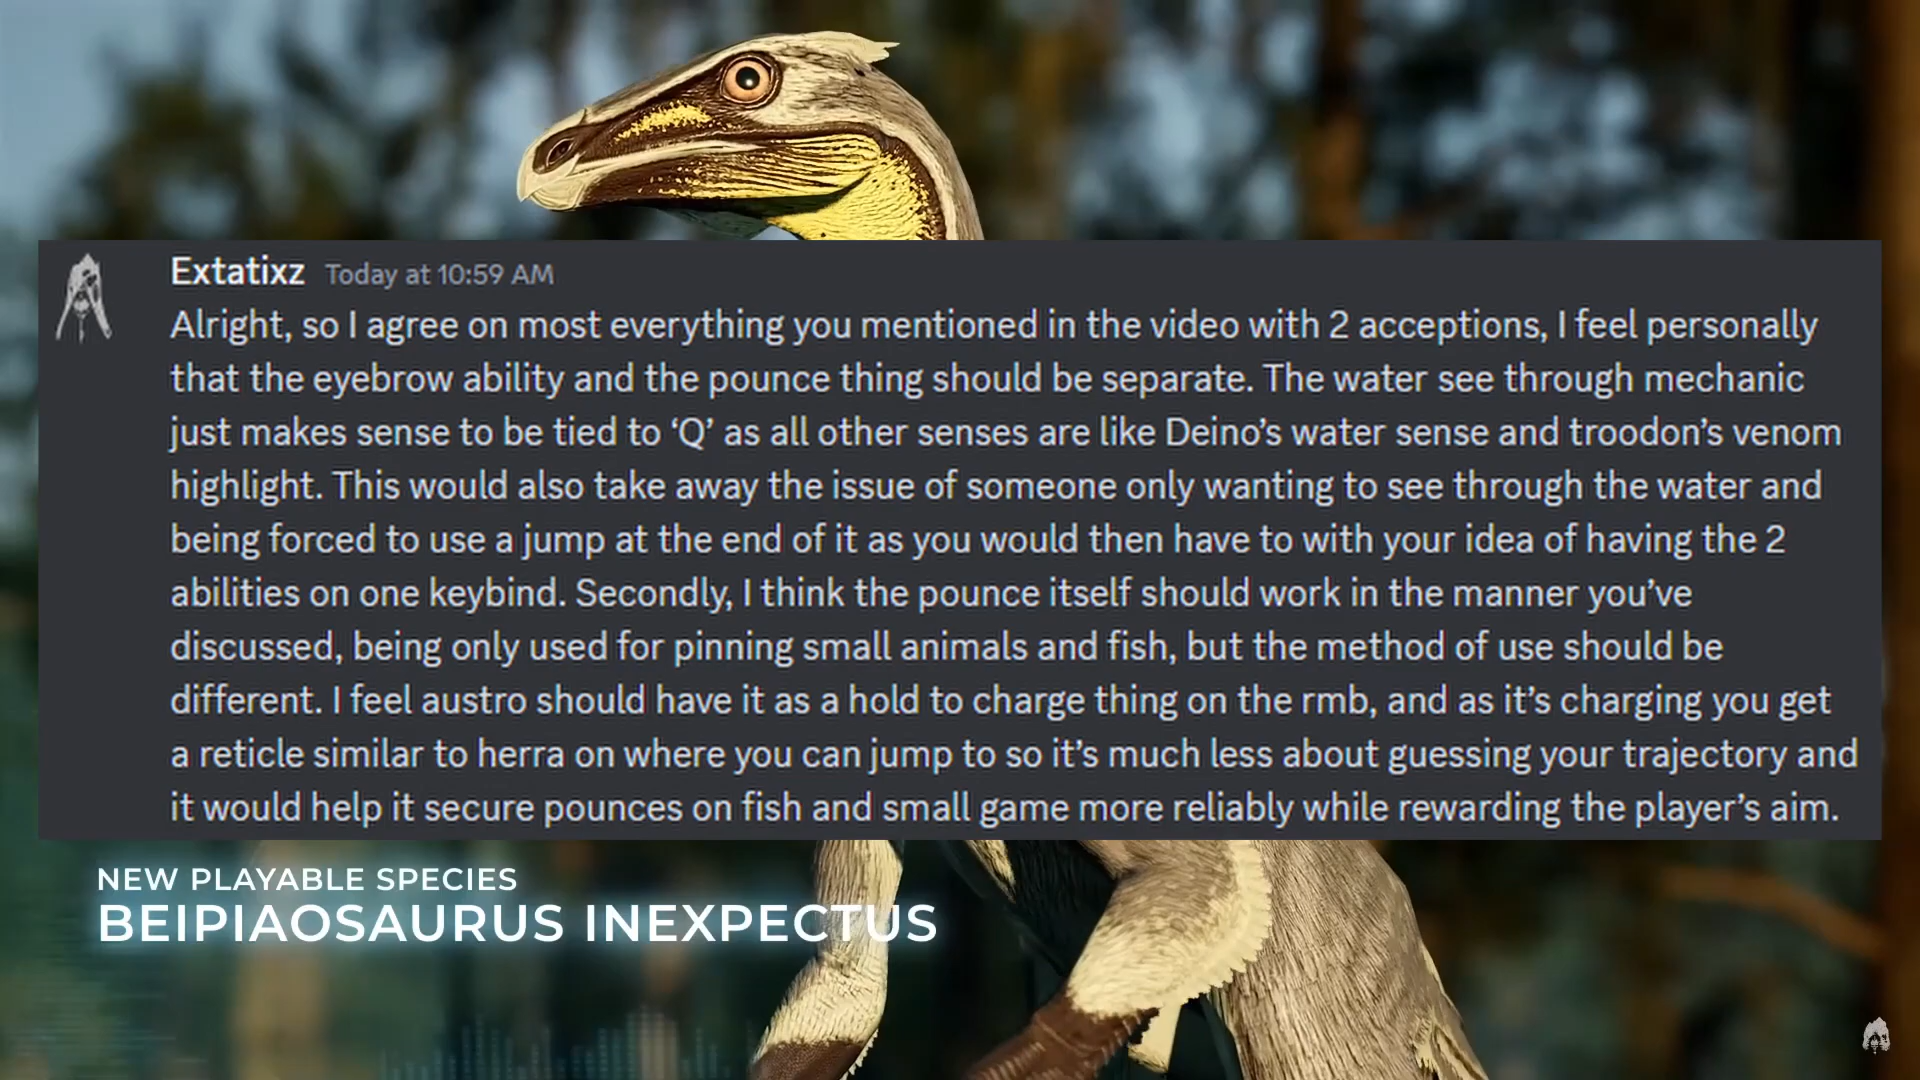 Extatixz Today at 10:59 AM
Alright, so I agree on most everything you mentioned in the video with 2 acceptions, I feel personally
that the eyebrow ability and the pounce thing should be separate. The water see through mechanic
just makes sense to be tied to ‘Q’ as all other senses are like Deino’s water sense and troodon’s venom
highlight. This would also take away the issue of someone only wanting to see through the water and
being forced to use a jump at the end of it as you would then have to with your idea of having the 2
abilities on one keybind. Secondly, I think the pounce itself should work in the manner you’ve
discussed, being only used for pinning small animals and fish, but the method of use should be
different. I feel austro should have it as a hold to charge thing on the rmb, and as it’s charging you get
a reticle similar to herra on where you can jump to so it’s much less about guessing your trajectory and
it would help it secure pounces on fish and small game more reliably while rewarding the player’s aim.
NEW PLAYABLE SPECIES
BEIPIAOSAURUS INEXPECTUS